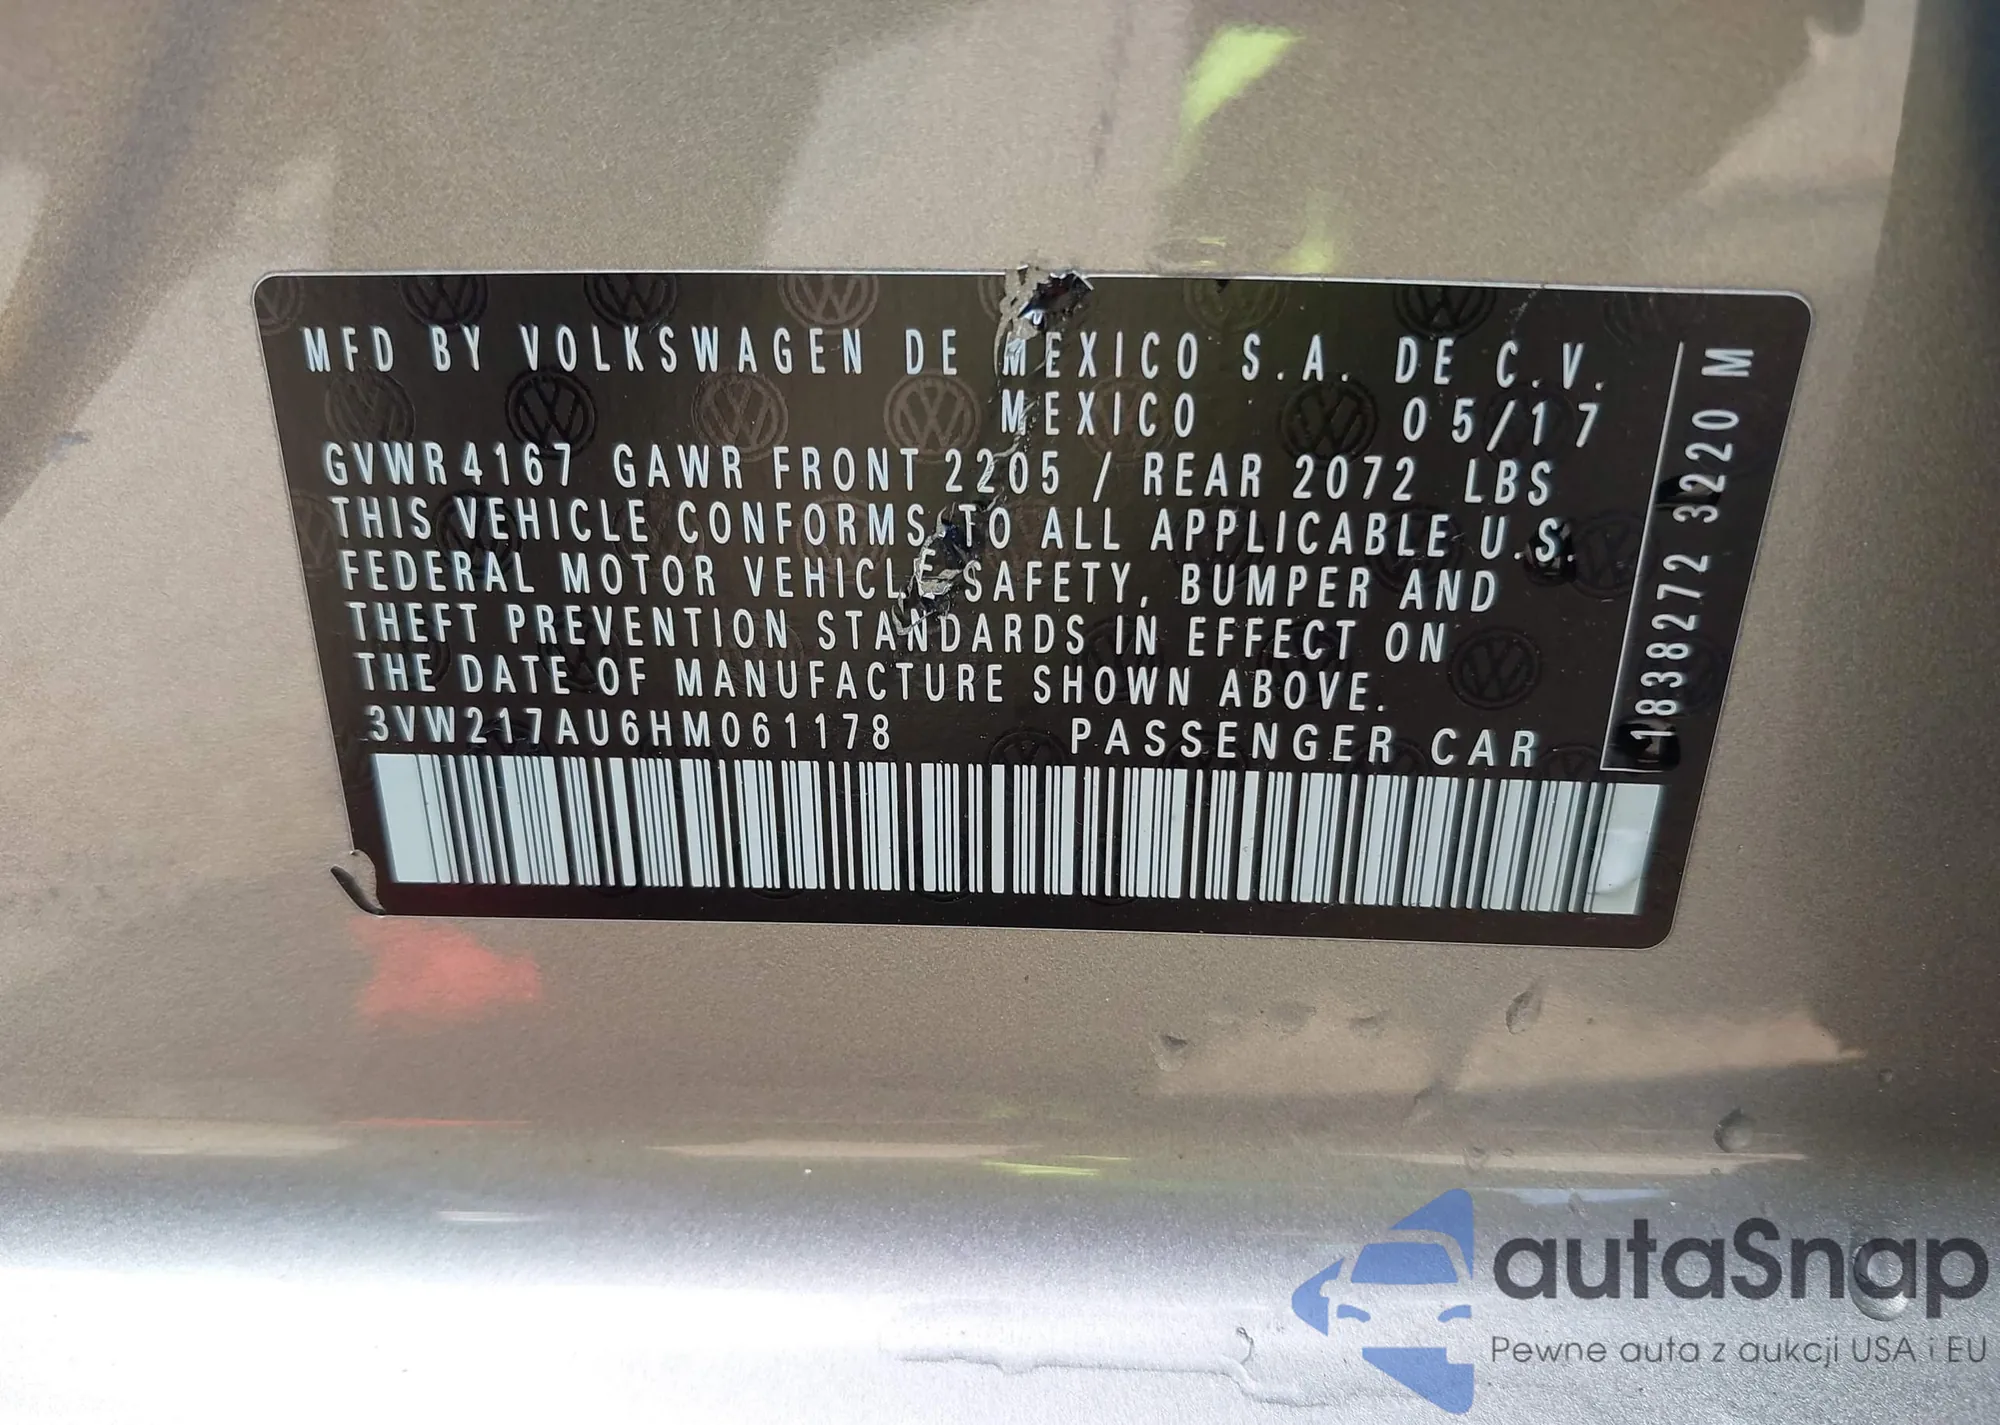 MFD BY VOLKSWAGEN DE MEXICO S.A. DE C.V.
MEXICO 05/17
GVWR 4167 GAWR FRONT 2205 / REAR 2072 LBS
THIS VEHICLE CONFORMS TO ALL APPLICABLE U.S.
FEDERAL MOTOR VEHICLE SAFETY, BUMPER AND
THEFT PREVENTION STANDARDS IN EFFECT ON
THE DATE OF MANUFACTURE SHOWN ABOVE.
3VW217AU6HM061178 PASSENGER CAR
1838272 3220 M
autaSnap
Pewne auta z aukcji USA i EU